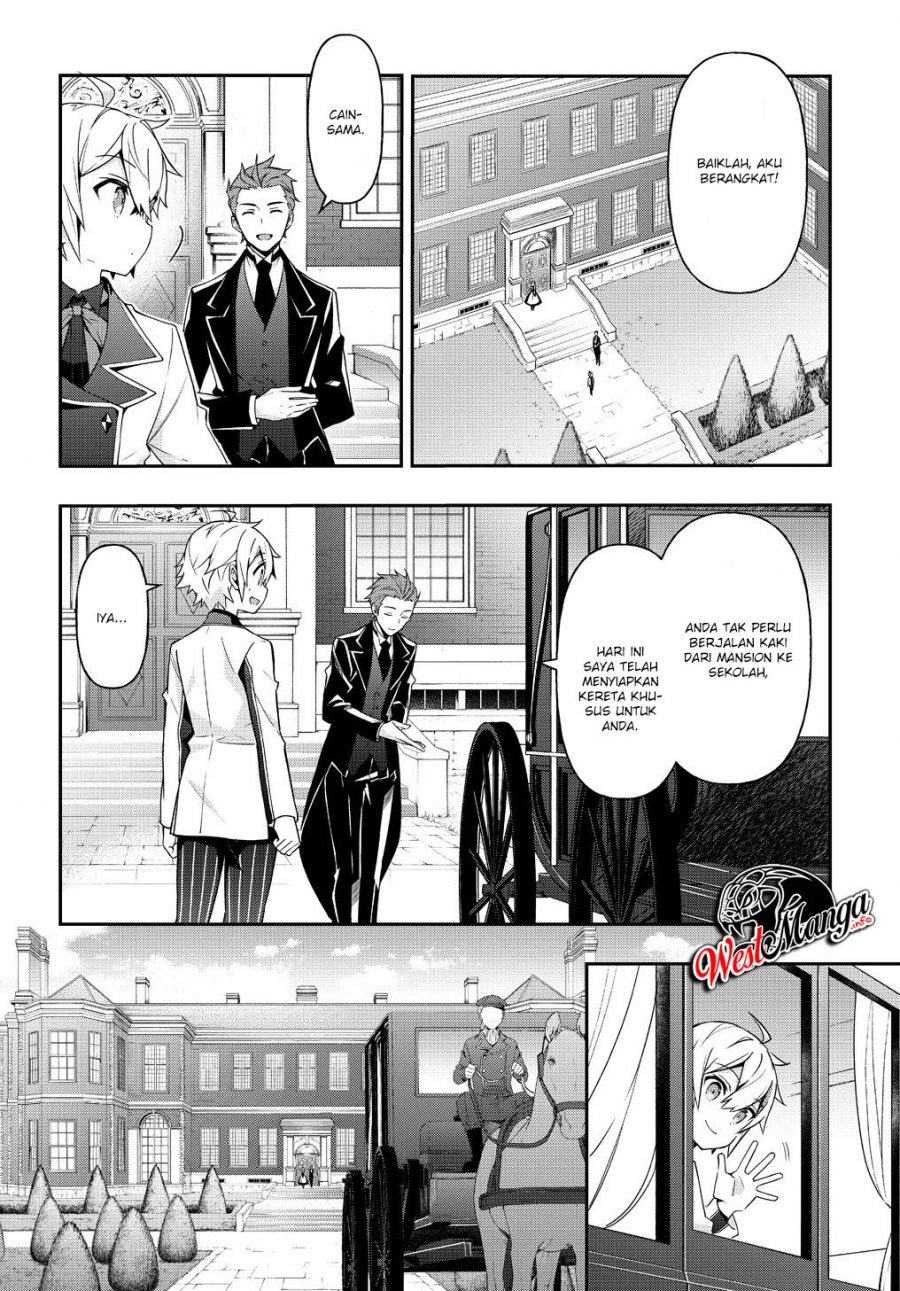 BAIKLAH, AKU
BERANGKAT!
CAIN-
SAMA.
ANDA TAK PERLU
BERJALAN KAKI
DARI MANSION KE
SEKOLAH,
HARI INI
SAYA TELAH
MENYIAPKAN
KERETA KHU-
SUS UNTUK
ANDA.
IYA...
WestManga
.info